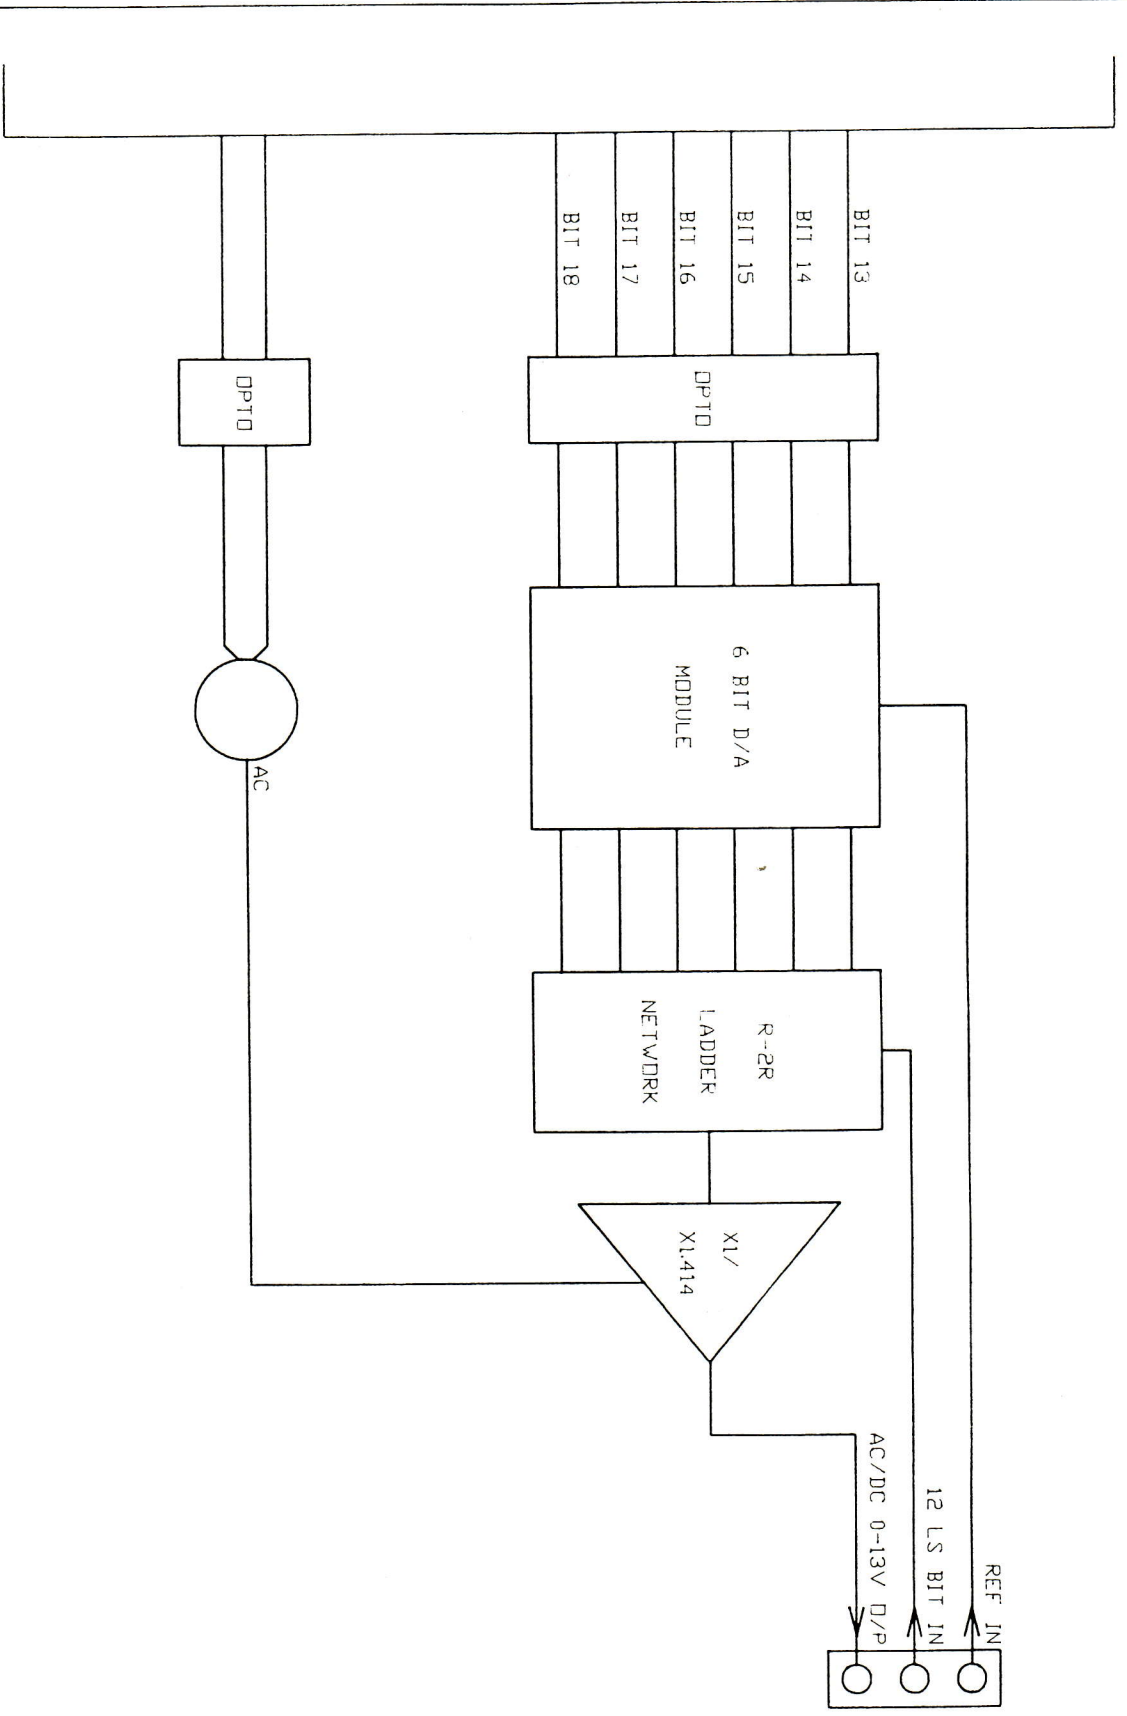 REF IN
12 LS BIT IN
AC/DC 0-13V O/P
BIT 13
BIT 14
BIT 15
BIT 16
BIT 17
BIT 18
OPTO
6 BIT D/A
MODULE
R-2R
LADDER
NETWORK
X1/
X1.414
OPTO
AC